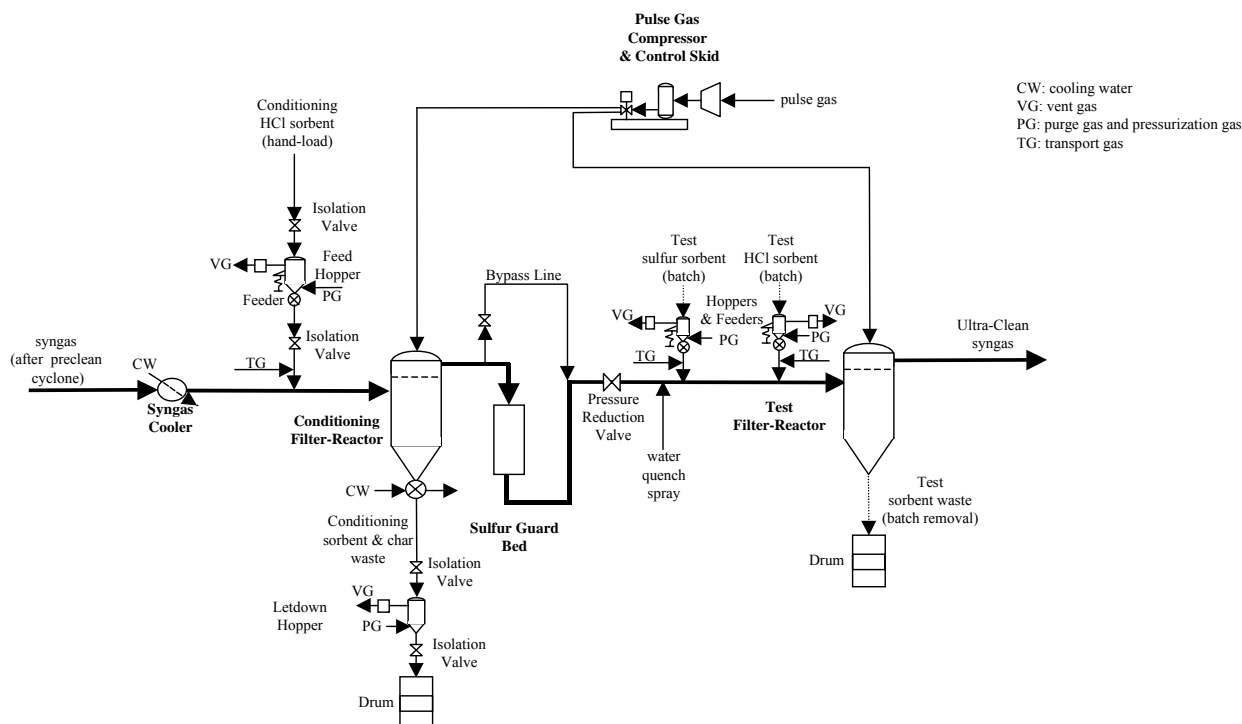 Pulse Gas
Compressor
& Control Skid
pulse gas
CW: cooling water
VG: vent gas
PG: purge gas and pressurization gas
TG: transport gas
Conditioning
HCl sorbent
(hand-load)
Isolation
Valve
VG
Feed
Hopper
PG
Feeder
Isolation
Valve
TG
syngas
(after preclean
cyclone)
CW
Syngas
Cooler
Conditioning
Filter-Reactor
Bypass Line
Test
sulfur sorbent
(batch)
Test
HCl sorbent
(batch)
VG
Hoppers
& Feeders
VG
PG
PG
TG
TG
Ultra-Clean
syngas
Pressure
Reduction
Valve
Test
Filter-Reactor
water
quench
spray
CW
Sulfur Guard
Bed
Conditioning
sorbent & char
waste
Isolation
Valve
VG
Letdown
Hopper
PG
Isolation
Valve
Drum
Test
sorbent waste
(batch removal)
Drum